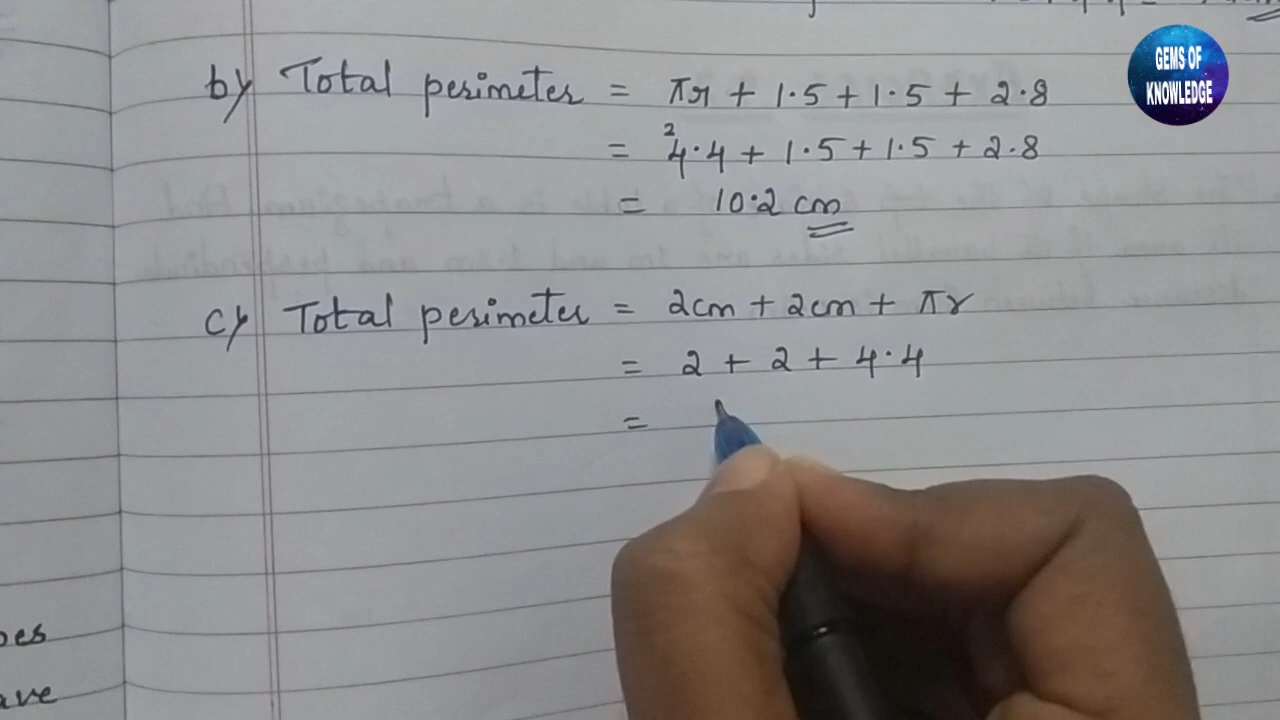 b) Total perimeter = πr + 1.5 + 1.5 + 2.8
= 4.4 + 1.5 + 1.5 + 2.8
2
= 10.2 cm
c) Total perimeter = 2cm + 2cm + πr
= 2 + 2 + 4.4
=
GEMS OF
KNOWLEDGE